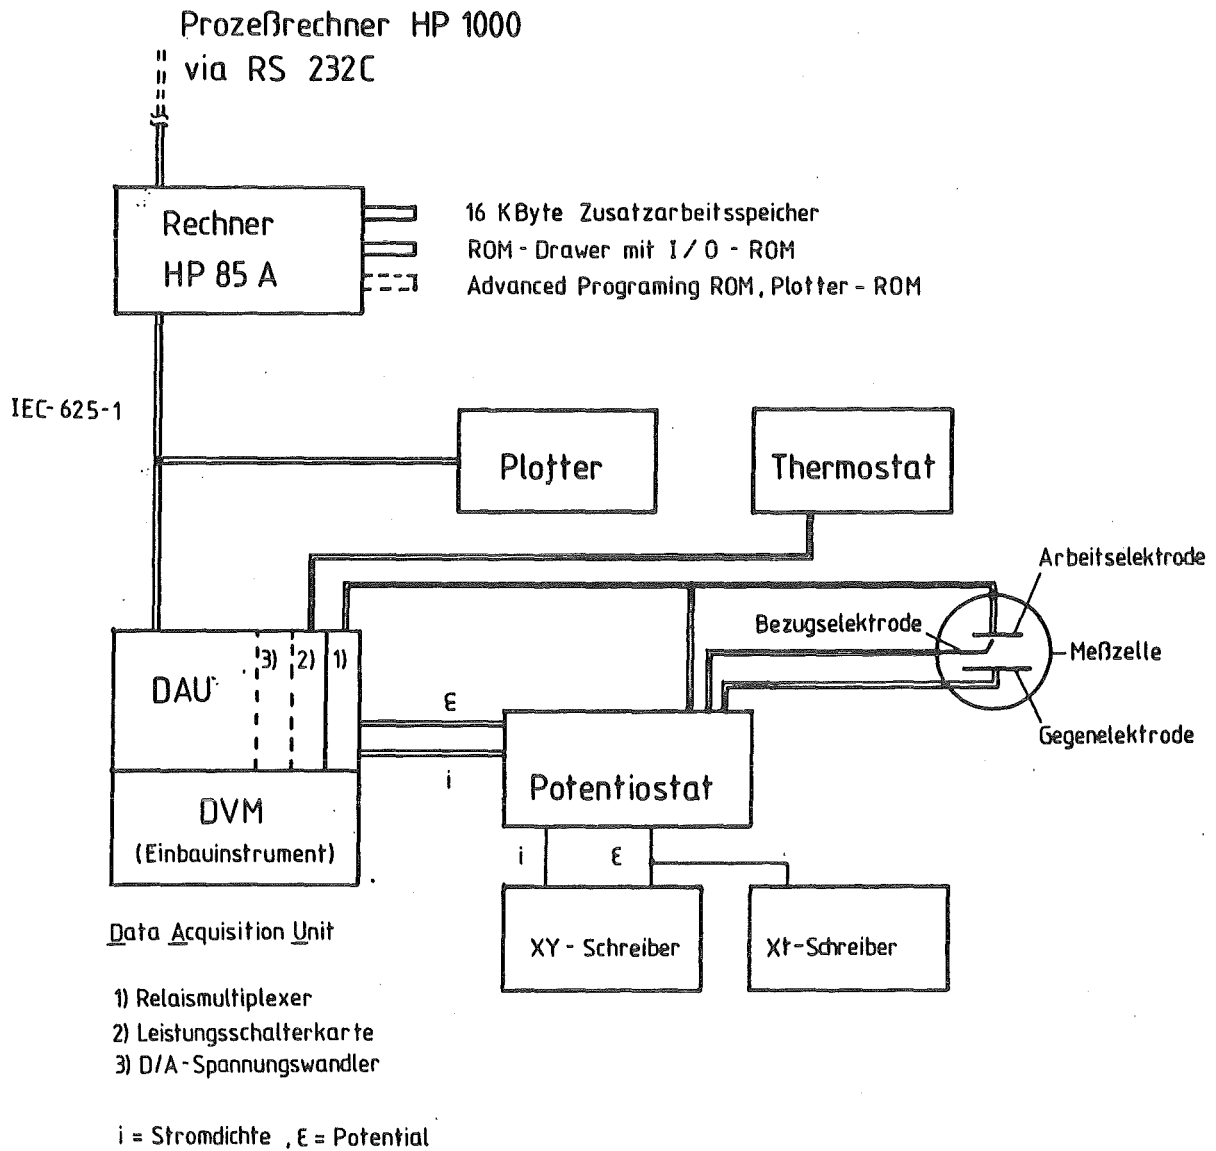 Prozeßrechner HP 1000
via RS 232C
Rechner
HP 85 A
16 KByte Zusatzarbeitsspeicher
ROM - Drawer mit I / O - ROM
Advanced Programing ROM, Plotter - ROM
IEC-625-1
Plotter
Thermostat
Arbeitselektrode
Bezugselektrode
Meßzelle
Gegenelektrode
DAU
3)
2)
1)
ε
i
Potentiostat
DVM
(Einbauinstrument)
i
ε
XY - Schreiber
Xt-Schreiber
Data Acquisition Unit
1) Relaismultiplexer
2) Leistungsschalterkarte
3) D/A - Spannungswandler
i = Stromdichte , ε = Potential